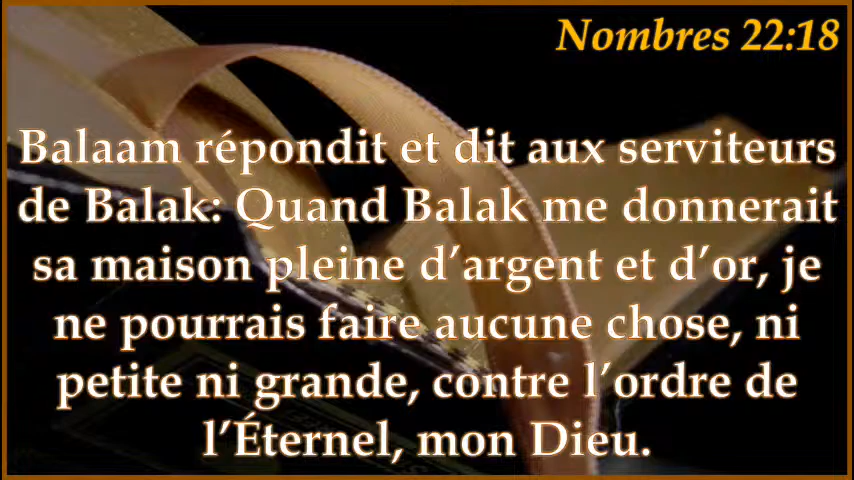 Nombres 22:18
Balaam répondit et dit aux serviteurs
de Balak: Quand Balak me donnerait
sa maison pleine d’argent et d’or, je
ne pourrais faire aucune chose, ni
petite ni grande, contre l’ordre de
l’Éternel, mon Dieu.